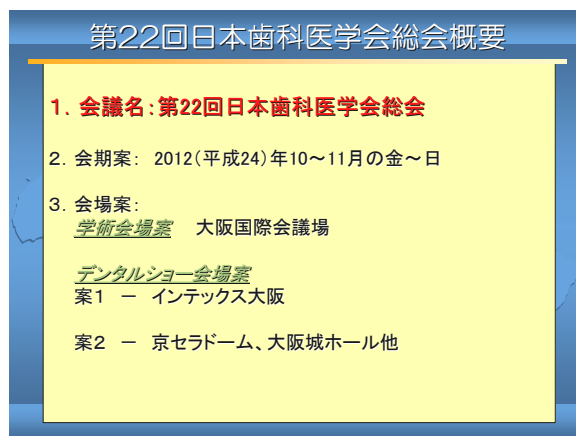 第22回日本歯科医学会総会概要
1. 会議名:第22回日本歯科医学会総会
2. 会期案: 2012(平成24)年10～11月の金～日
3. 会場案:
学術会場案 大阪国際会議場
デンタルショー会場案
案1 － インテックス大阪
案2 － 京セラドーム、大阪城ホール他